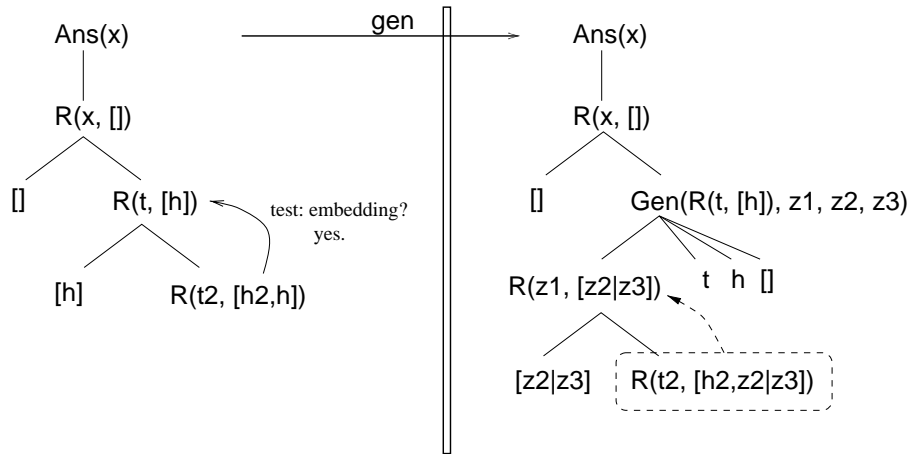 gen
Ans(x)
R(x, [])
[]
R(t, [h])
test: embedding?
yes.
[h]
R(t2, [h2,h])
Ans(x)
R(x, [])
[]
Gen(R(t, [h]), z1, z2, z3)
R(z1, [z2|z3])
t h []
[z2|z3]
R(t2, [h2,z2|z3])